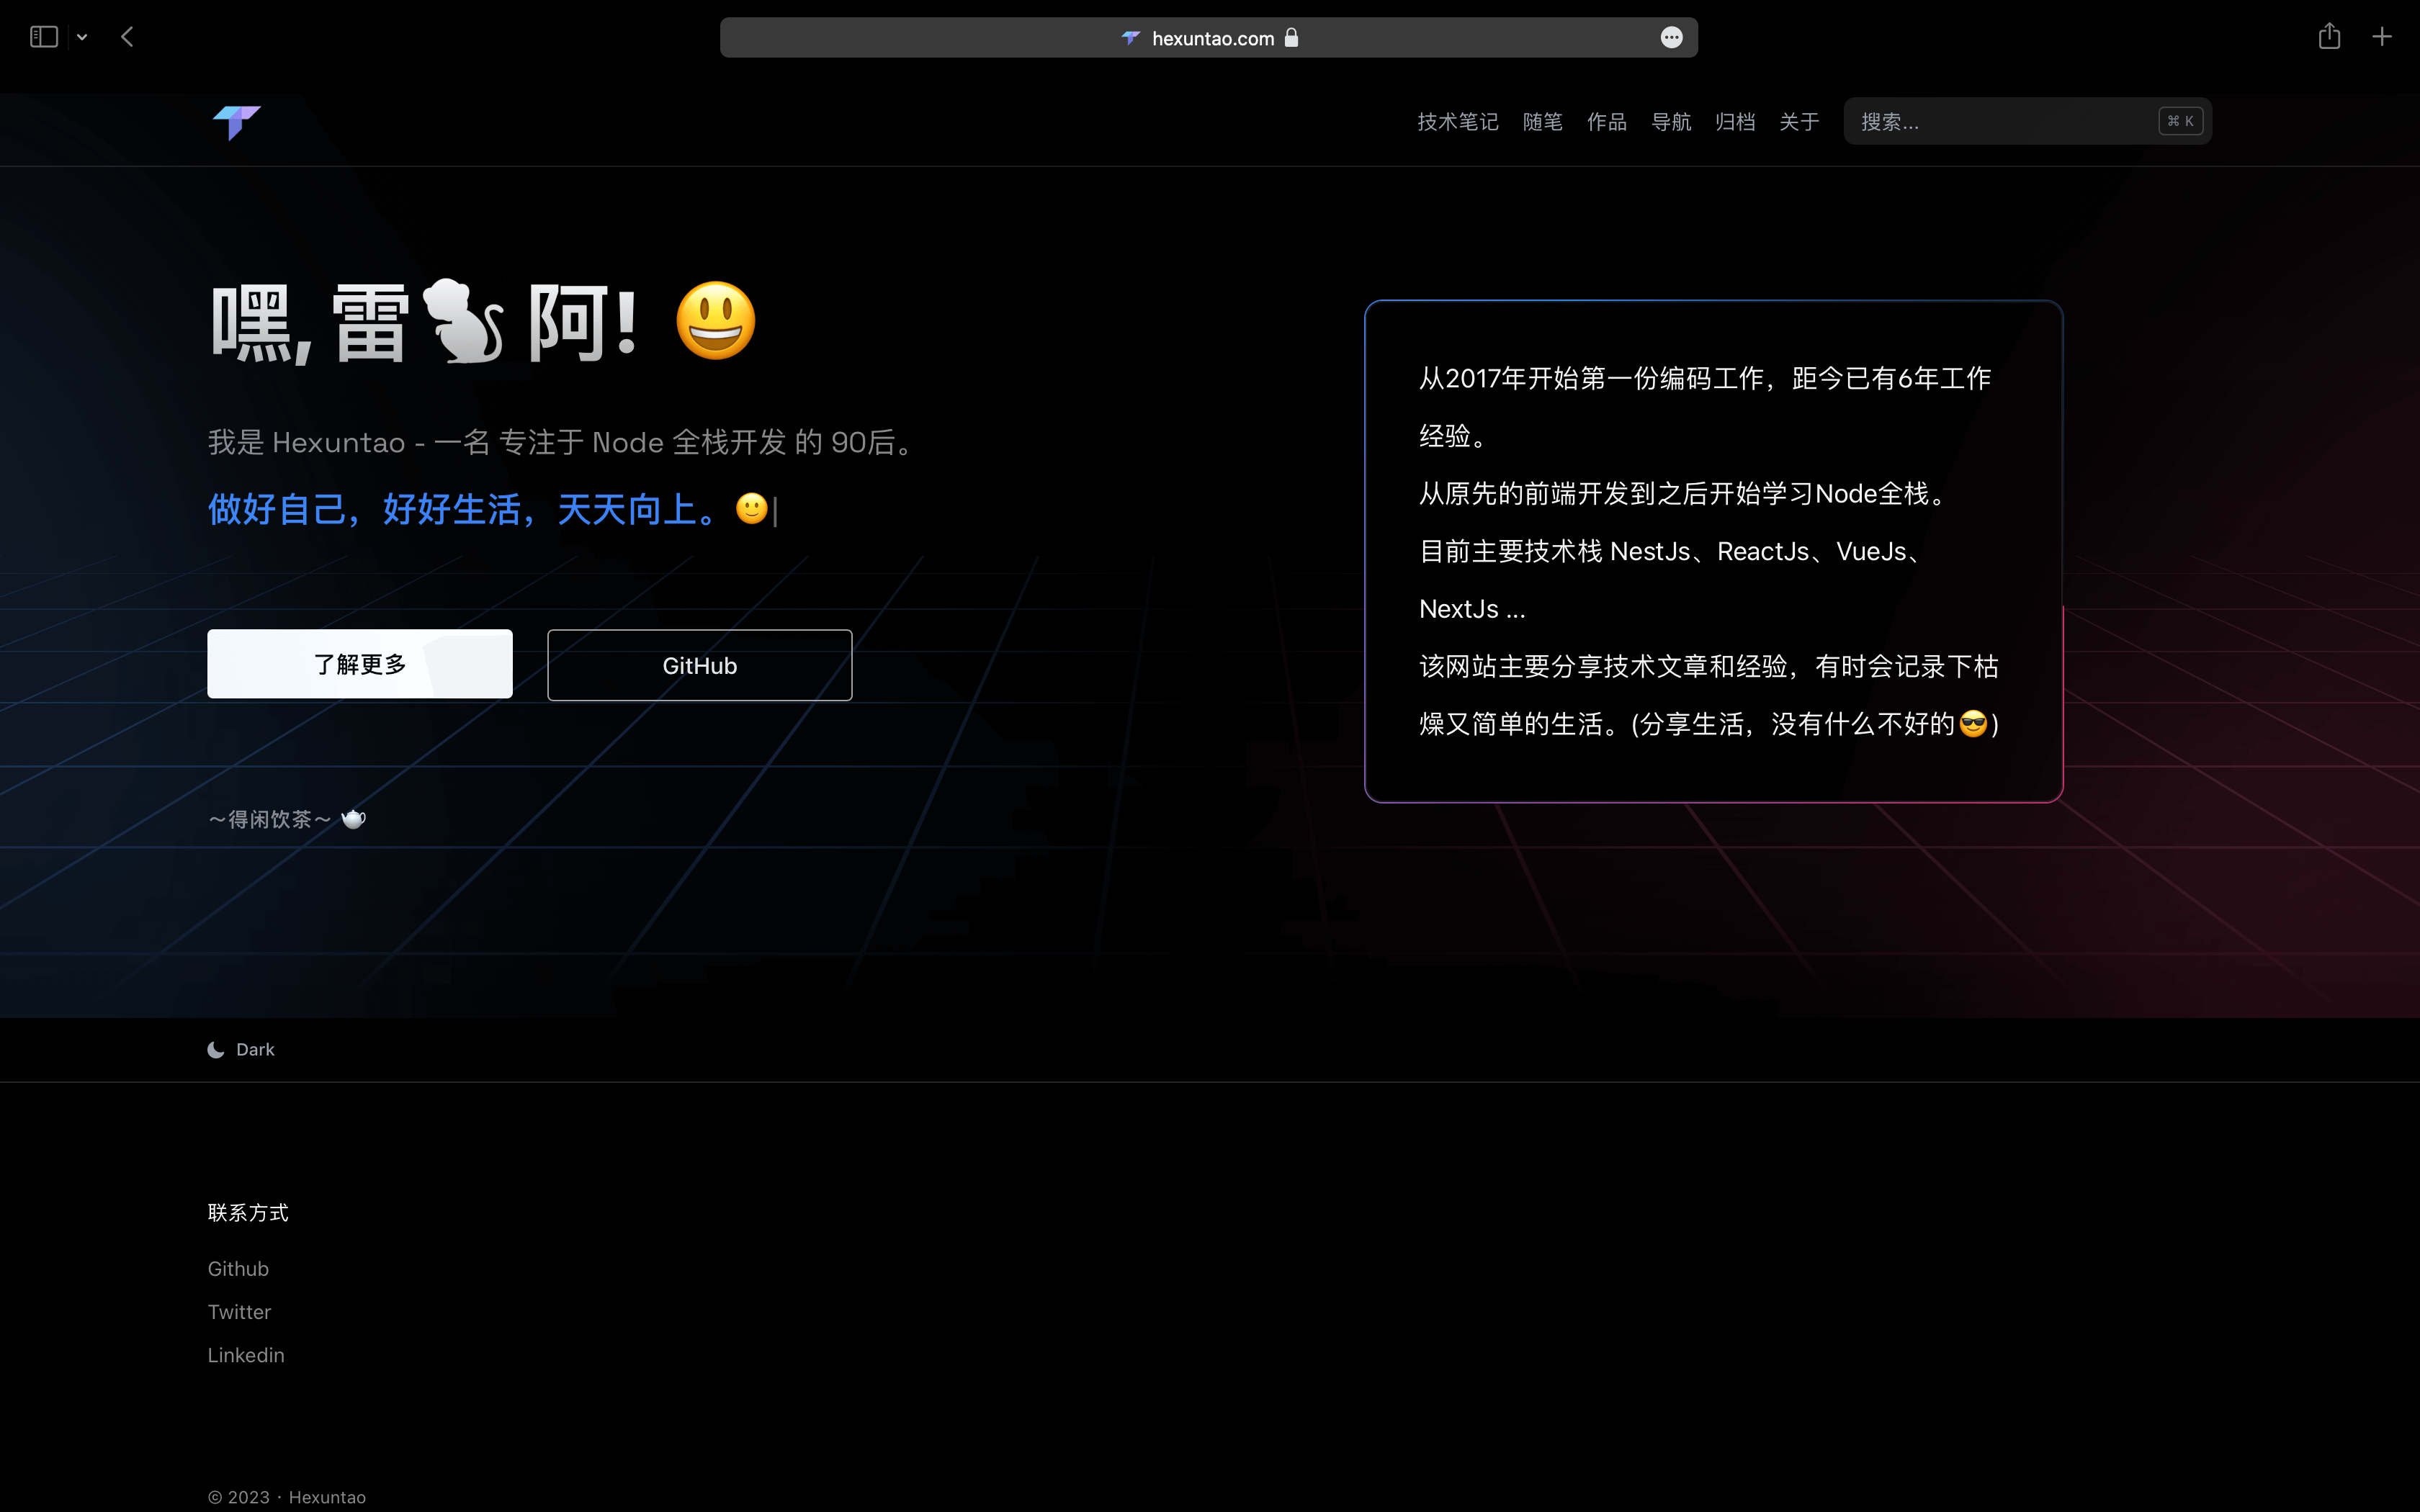 hexuntao.com
技术笔记 随笔 作品 导航 归档 关于 搜索... ⌘ K
嘿, 雷🐒阿! 😃
我是 Hexuntao - 一名 专注于 Node 全栈开发 的 90后。
做好自己，好好生活，天天向上。🙂|
了解更多 GitHub
～得闲饮茶～ 🫖
从2017年开始第一份编码工作，距今已有6年工作
经验。
从原先的前端开发到之后开始学习Node全栈。
目前主要技术栈 NestJs、ReactJs、VueJs、
NextJs ...
该网站主要分享技术文章和经验，有时会记录下枯
燥又简单的生活。(分享生活，没有什么不好的😎)
Dark
联系方式
Github
Twitter
Linkedin
© 2023 · Hexuntao